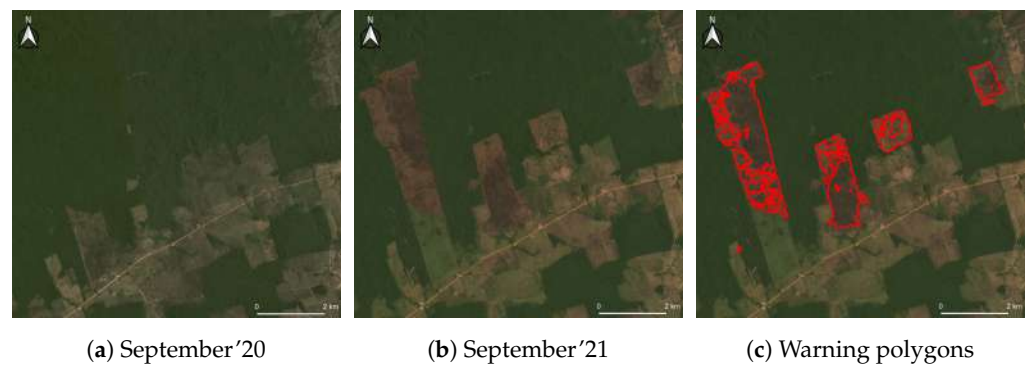 N N N
0 2 km 0 2 km 0 2 km
(a) September'20 (b) September'21 (c) Warning polygons